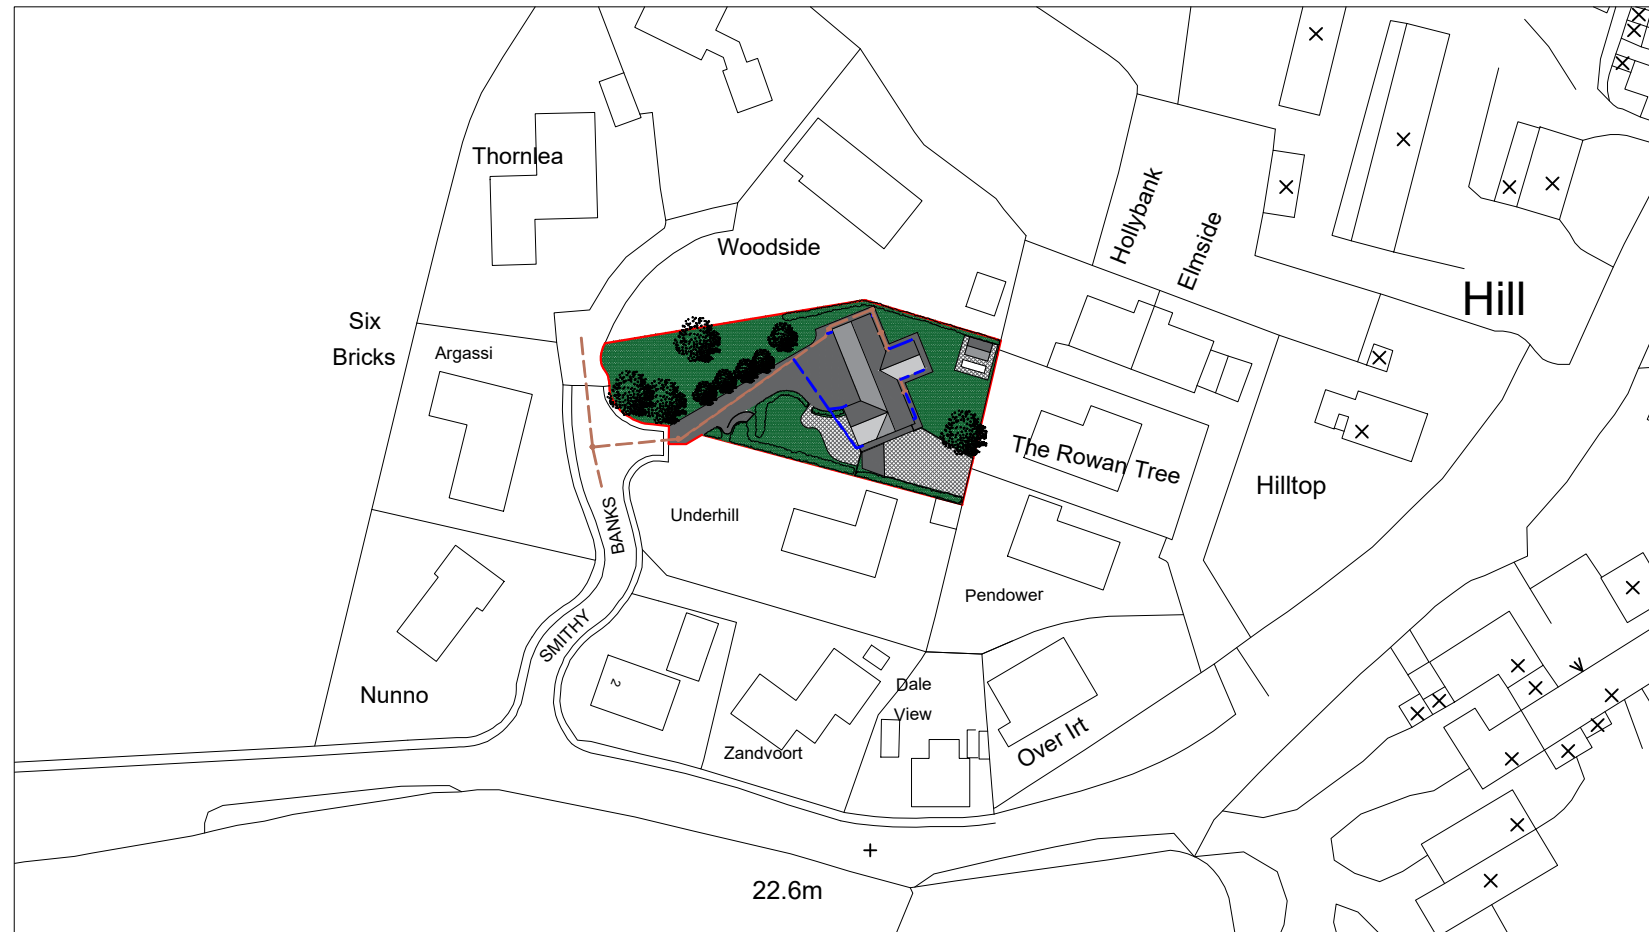 Thornlea
Woodside
Hollybank
Elmside
Hill
Six
Bricks
Argassi
The Rowan Tree
Hilltop
Underhill
BANKS
SMITHY
Pendower
Nunno
2
Dale
View
Zandvoort
Over Irt
22.6m